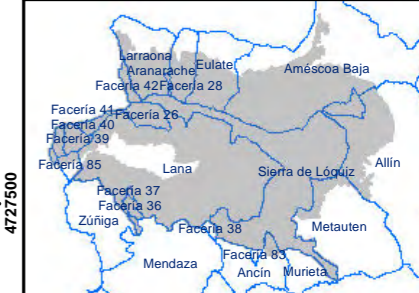 Larraona
Aranarache
Eulate
Améscoa Baja
Facería 42
Facería 28
Facería 41
Facería 26
Facería 40
Facería 39
Allín
Facería 85
Lana
Sierra de Lóquiz
Facería 37
Facería 36
Zúñiga
Metauten
Facería 38
Facería 83
Mendaza
Ancín
Murieta
4727500